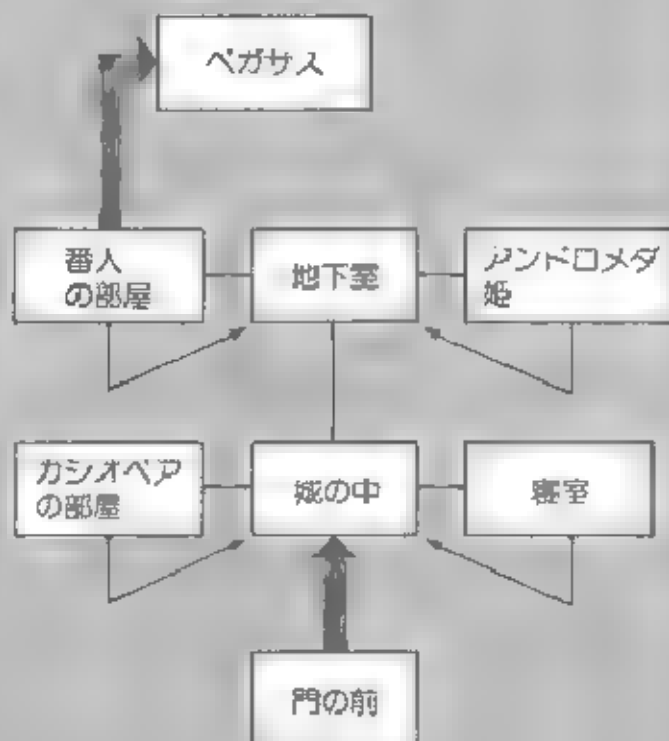 ペガサス
番人
の部屋
地下室
アンドロメダ
姫
カシオペア
の部屋
城の中
寝室
門の前